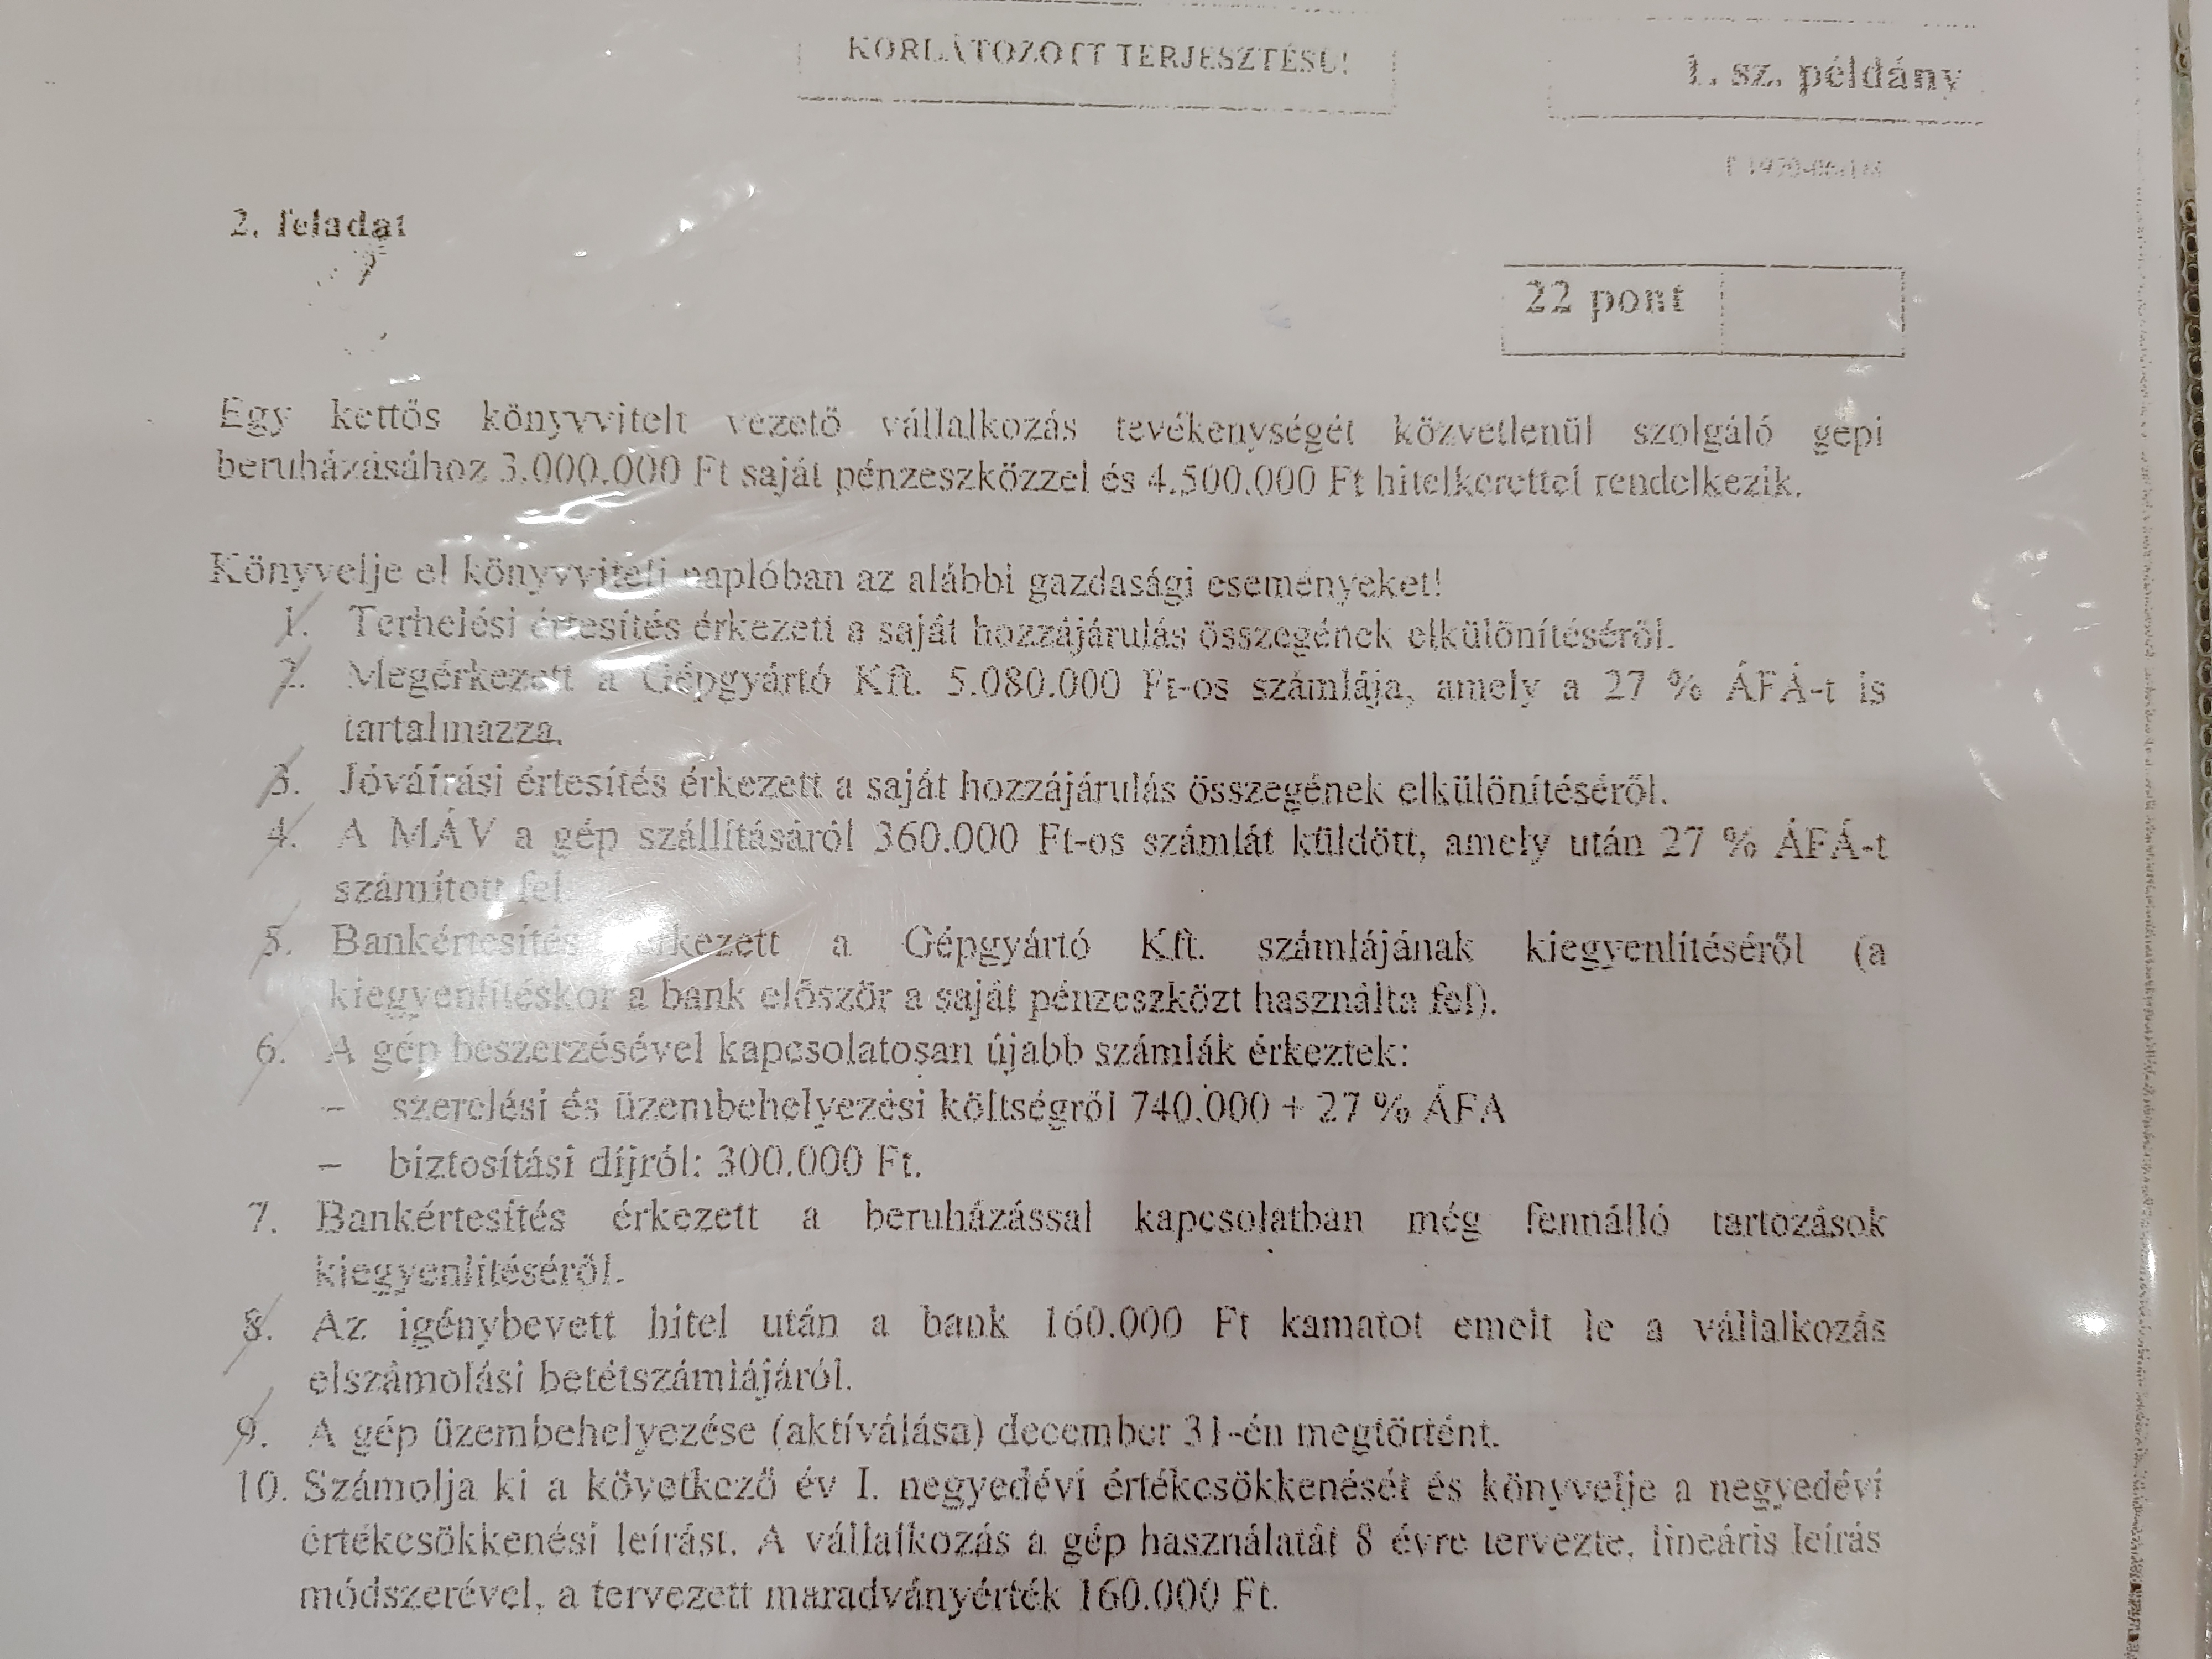 KORLÁTOZOTT TERJESZTÉSŰ!
1. sz. példány
2. feladat
22 pont
Egy kettős könyvvitelt vezető vállalkozás tevékenységét közvetlenül szolgáló gépi
beruházásához 3.000.000 Ft saját pénzeszközzel és 4.500.000 Ft hitelkerettel rendelkezik.
Könyvelje el könyvviteli naplóban az alábbi gazdasági eseményeket!
1. Terhelési értesítés érkezett a saját hozzájárulás összegének elkülönítéséről.
2. Megérkezett a Gépgyártó Kft. 5.080.000 Ft-os számlája, amely a 27 % ÁFÁ-t is
tartalmazza.
3. Jóváírási értesítés érkezett a saját hozzájárulás összegének elkülönítéséről.
4. A MÁV a gép szállításáról 360.000 Ft-os számlát küldött, amely után 27 % ÁFÁ-t
számított fel.
5. Bankértesítés érkezett a Gépgyártó Kft. számlájának kiegyenlítéséről (a
kiegyenlítéskor a bank először a saját pénzeszközt használta fel).
6. A gép beszerzésével kapcsolatosan újabb számlák érkeztek:
– szerelési és üzembehelyezési költségről 740.000 + 27 % ÁFA
– biztosítási díjról: 300.000 Ft.
7. Bankértesítés érkezett a beruházással kapcsolatban még fennálló tartozások
kiegyenlítéséről.
8. Az igénybevett hitel után a bank 160.000 Ft kamatot emelt le a vállalkozás
elszámolási betétszámlájáról.
9. A gép üzembehelyezése (aktíválása) december 31-én megtörtént.
10. Számolja ki a következő év I. negyedévi értékcsökkenését és könyvelje a negyedévi
értékcsökkenési leírást. A vállalkozás a gép használatát 8 évre tervezte, lineáris leírás
módszerével, a tervezett maradványérték 160.000 Ft.